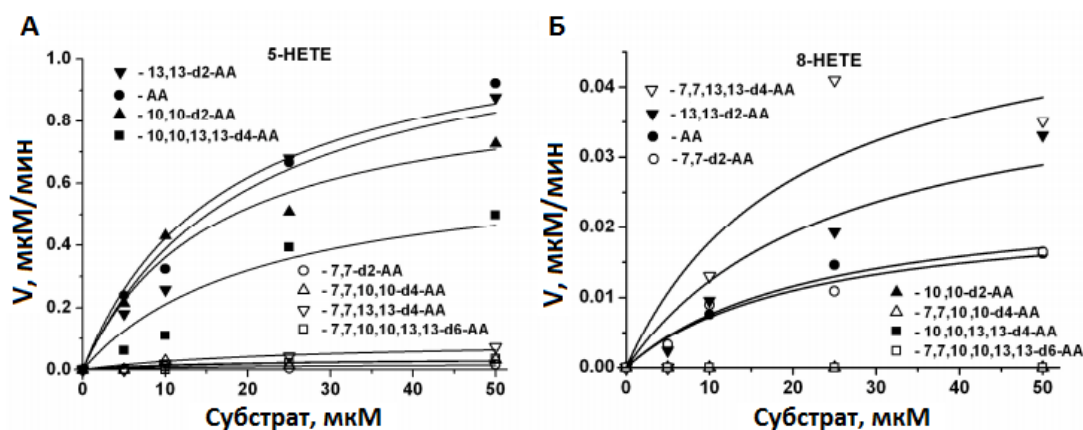 А
5-HETE
1.0
0.8
0.6
0.4
0.2
0.0
V, мкМ/мин
- 13,13-d2-AA
- AA
- 10,10-d2-AA
- 10,10,13,13-d4-AA
- 7,7-d2-AA
- 7,7,10,10-d4-AA
- 7,7,13,13-d4-AA
- 7,7,10,10,13,13-d6-AA
0 10 20 30 40 50
Субстрат, мкМ
Б
8-HETE
0.04
0.03
0.02
0.01
0.00
V, мкМ/мин
- 7,7,13,13-d4-AA
- 13,13-d2-AA
- AA
- 7,7-d2-AA
- 10,10-d2-AA
- 7,7,10,10-d4-AA
- 10,10,13,13-d4-AA
- 7,7,10,10,13,13-d6-AA
0 10 20 30 40 50
Субстрат, мкМ